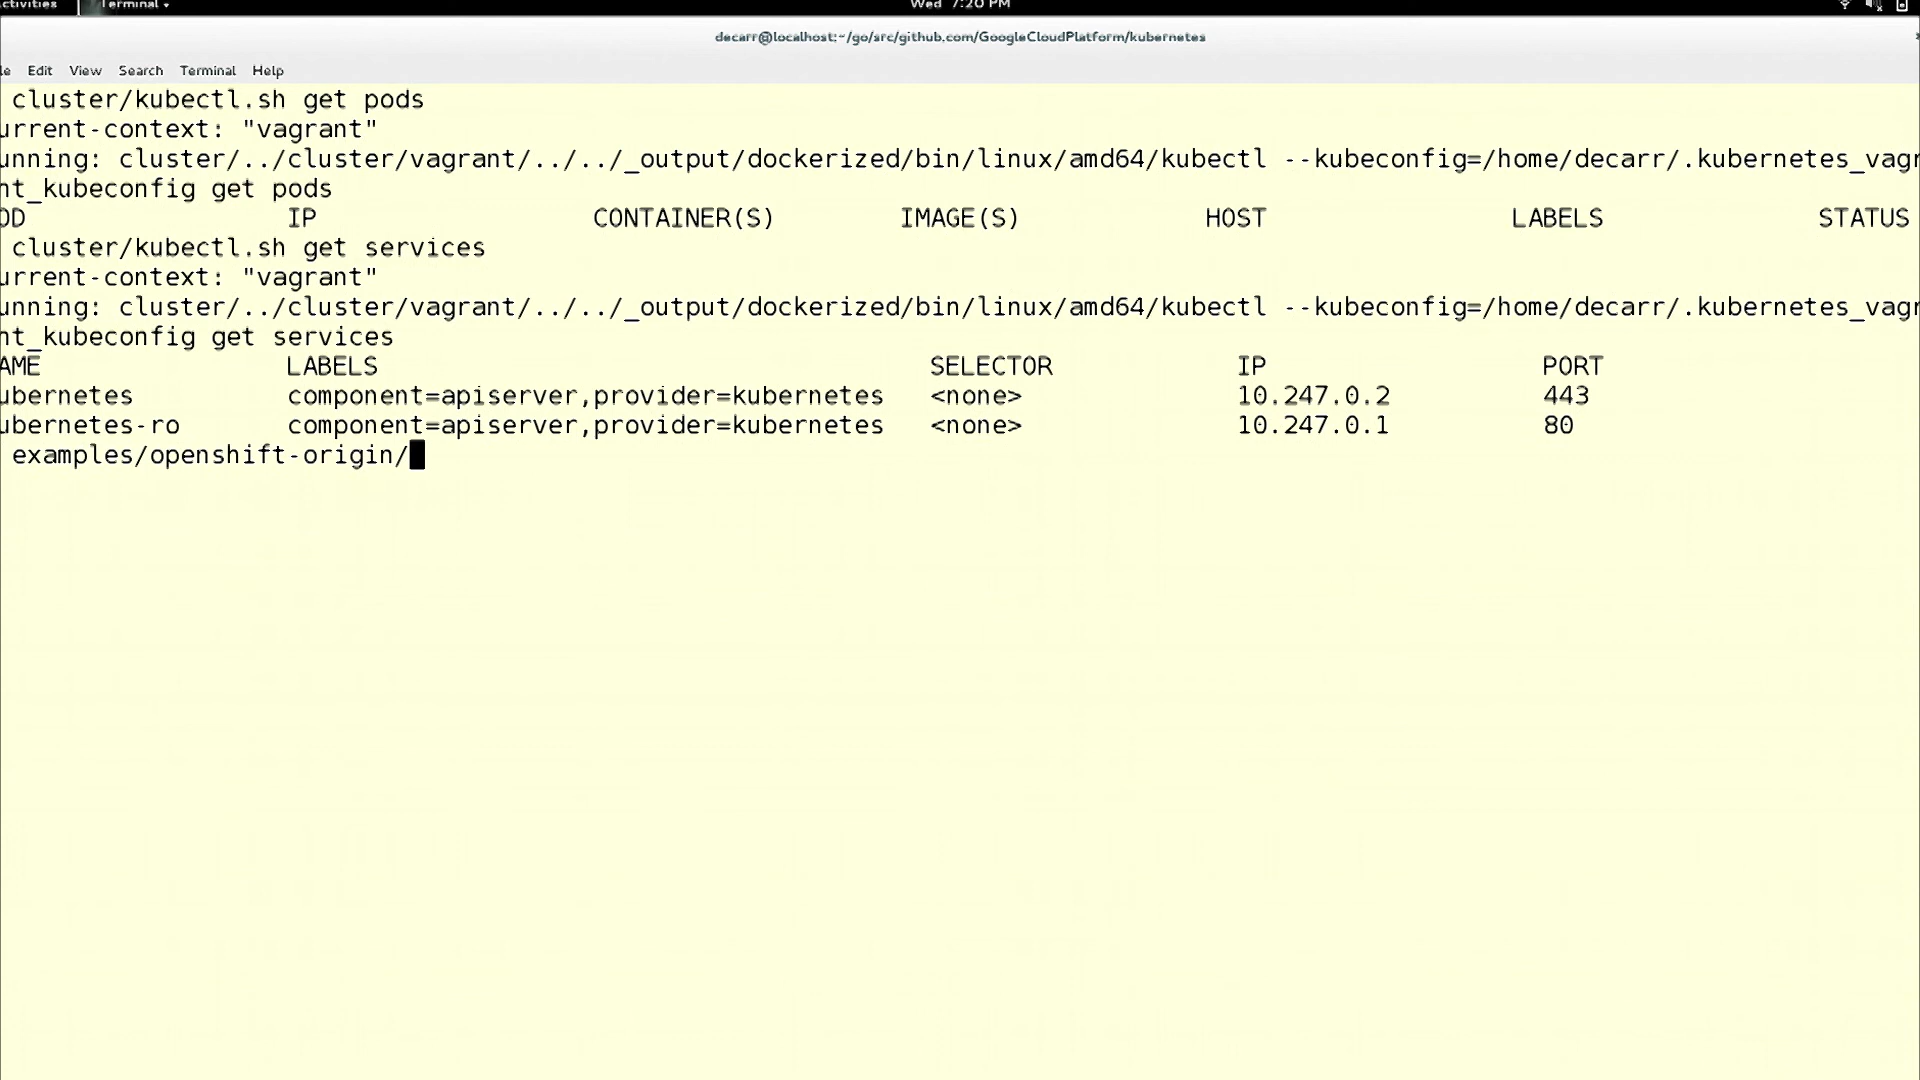 ctivities Terminal Wed 7:20 PM
decarr@localhost:~/go/src/github.com/GoogleCloudPlatform/kubernetes
le Edit View Search Terminal Help
cluster/kubectl.sh get pods
urrent-context: "vagrant"
unning: cluster/../cluster/vagrant/../../_output/dockerized/bin/linux/amd64/kubectl --kubeconfig=/home/decarr/.kubernetes_vagr
nt_kubeconfig get pods
OD IP CONTAINER(S) IMAGE(S) HOST LABELS STATUS
cluster/kubectl.sh get services
urrent-context: "vagrant"
unning: cluster/../cluster/vagrant/../../_output/dockerized/bin/linux/amd64/kubectl --kubeconfig=/home/decarr/.kubernetes_vagr
nt_kubeconfig get services
AME LABELS SELECTOR IP PORT
ubernetes component=apiserver,provider=kubernetes <none> 10.247.0.2 443
ubernetes-ro component=apiserver,provider=kubernetes <none> 10.247.0.1 80
examples/openshift-origin/